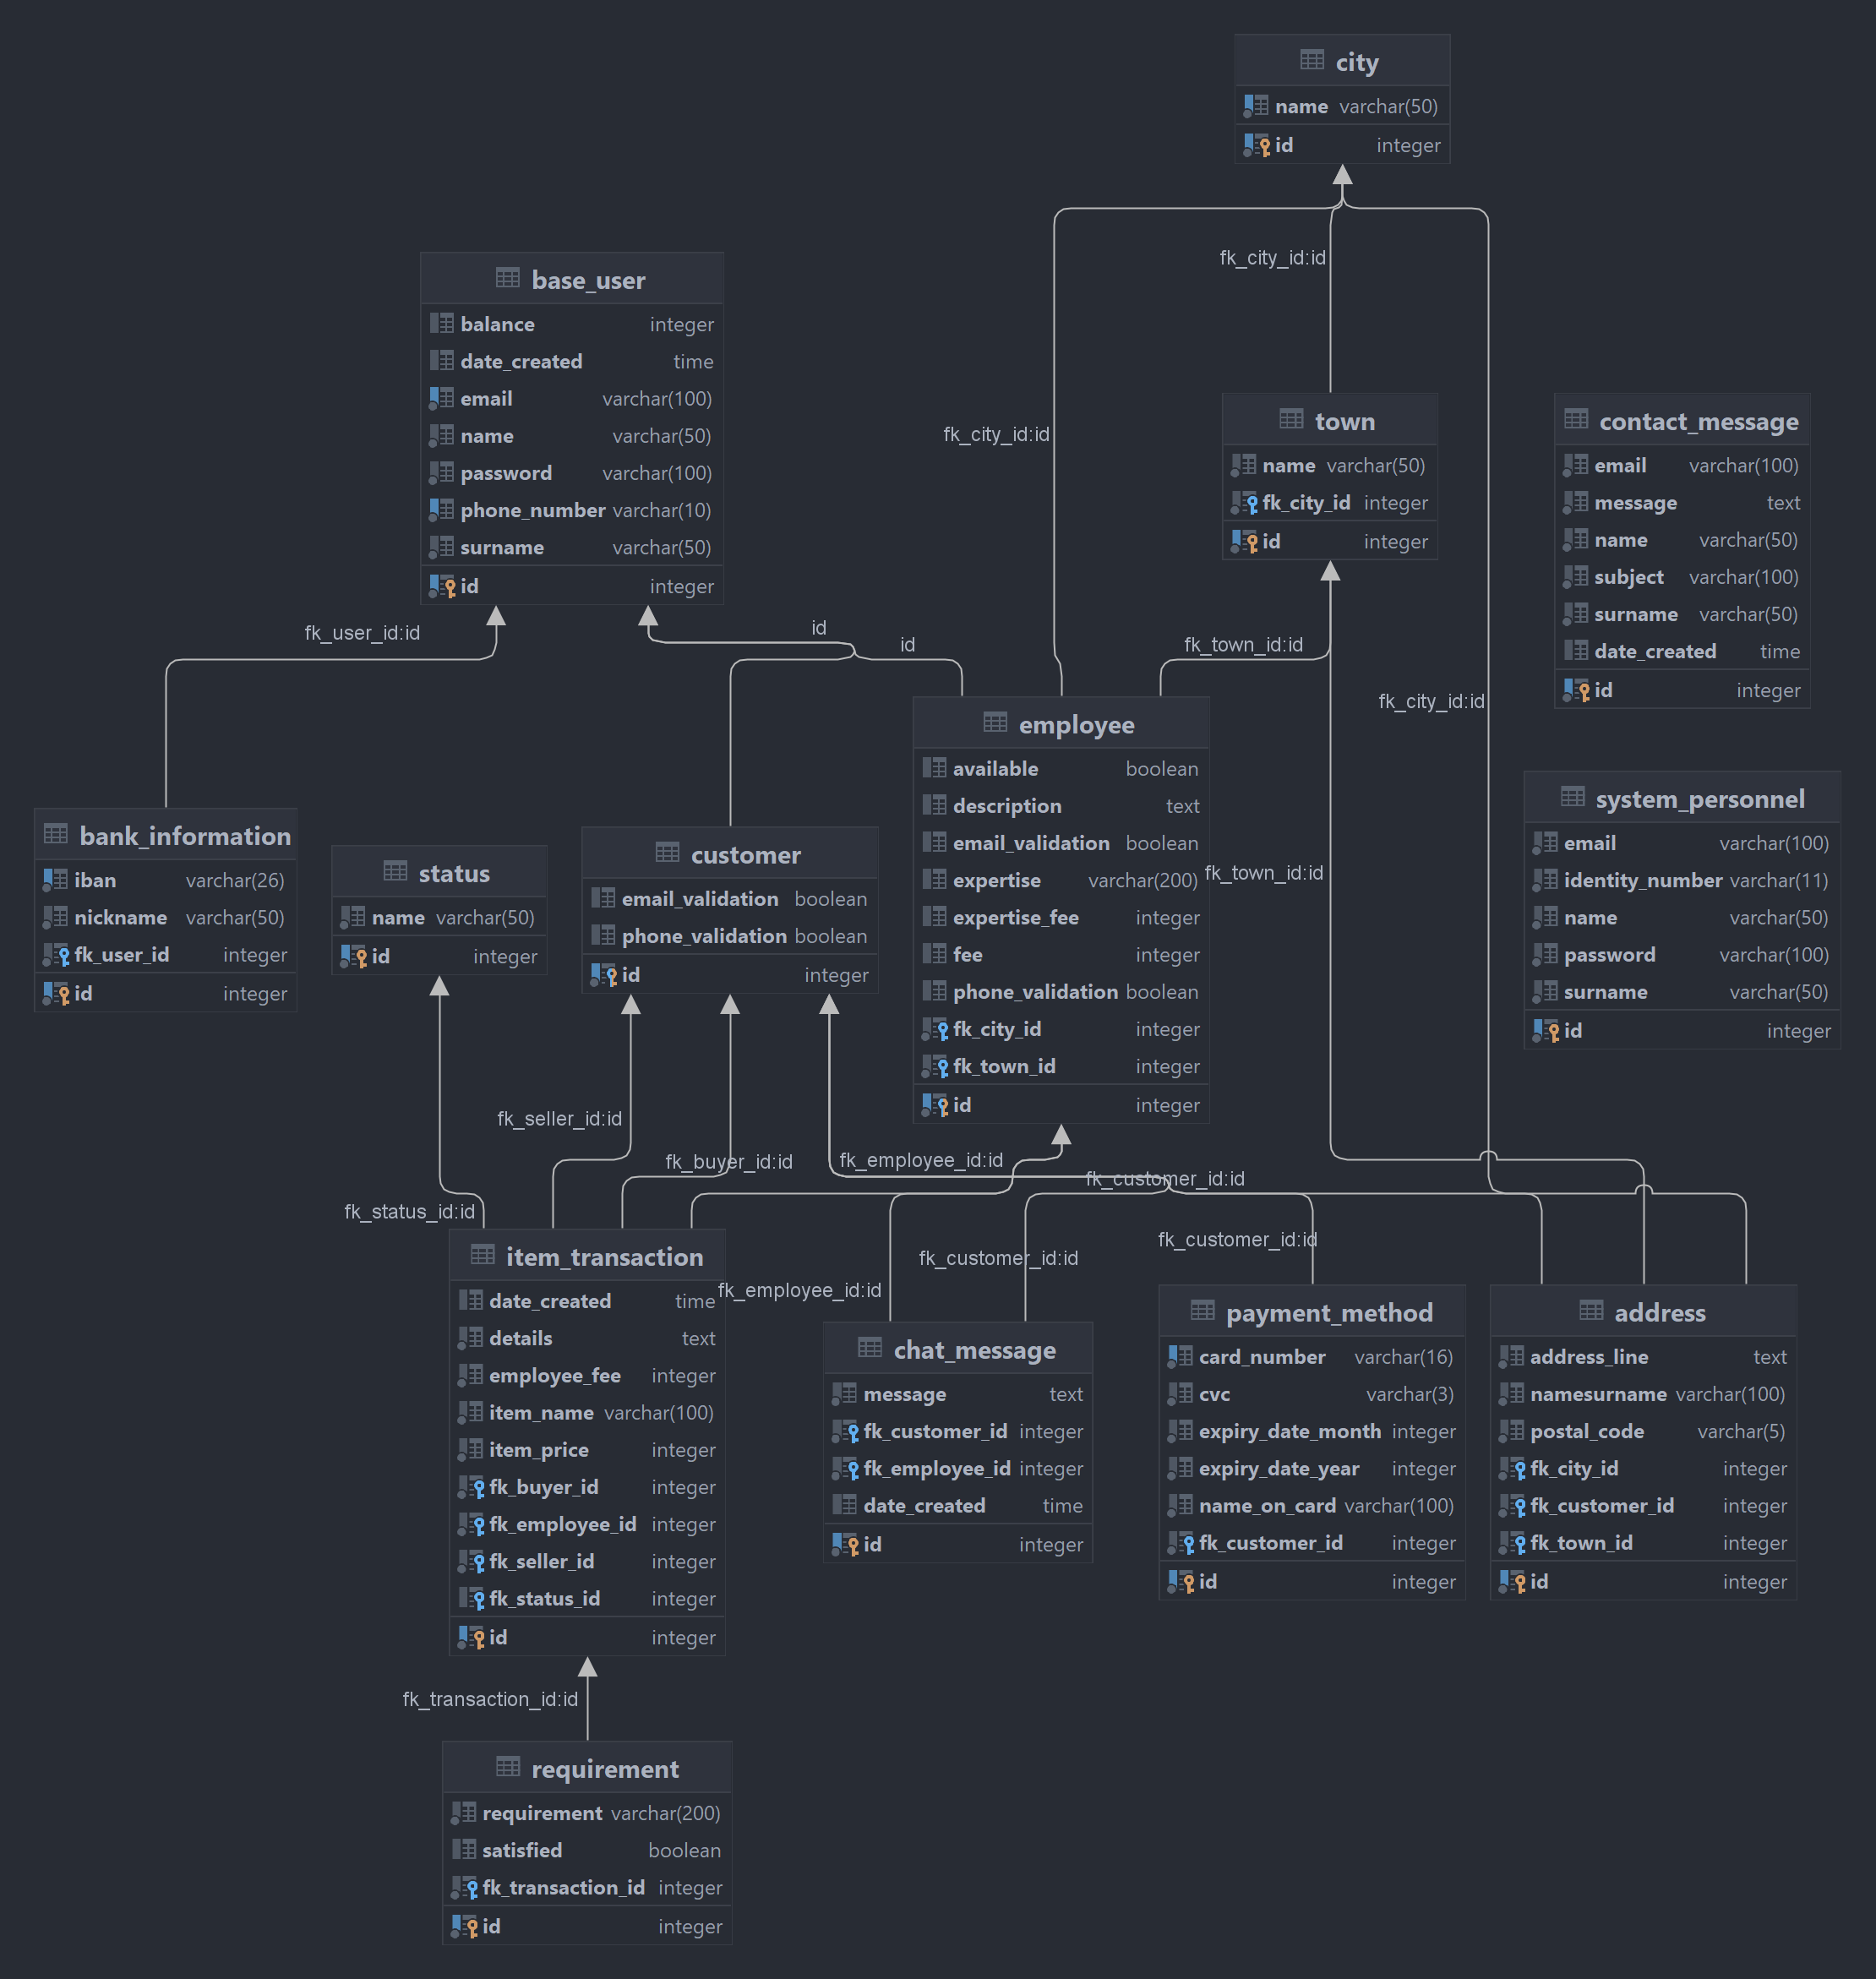 city
name varchar(50)
id integer
fk_city_id:id
base_user
balance integer
date_created time
email varchar(100)
name varchar(50)
password varchar(100)
phone_number varchar(10)
surname varchar(50)
id integer
fk_city_id:id
town
name varchar(50)
fk_city_id integer
id integer
contact_message
email varchar(100)
message text
name varchar(50)
subject varchar(100)
surname varchar(50)
date_created time
id integer
fk_user_id:id
id
id
fk_town_id:id
fk_city_id:id
employee
available boolean
description text
email_validation boolean
expertise varchar(200)
expertise_fee integer
fee integer
phone_validation boolean
fk_city_id integer
fk_town_id integer
id integer
system_personnel
email varchar(100)
identity_number varchar(11)
name varchar(50)
password varchar(100)
surname varchar(50)
id integer
bank_information
iban varchar(26)
nickname varchar(50)
fk_user_id integer
id integer
status
name varchar(50)
id integer
customer
email_validation boolean
phone_validation boolean
id integer
fk_town_id:id
fk_seller_id:id
fk_buyer_id:id
fk_employee_id:id
fk_customer_id:id
fk_status_id:id
fk_customer_id:id
fk_customer_id:id
fk_employee_id:id
item_transaction
date_created time
details text
employee_fee integer
item_name varchar(100)
item_price integer
fk_buyer_id integer
fk_employee_id integer
fk_seller_id integer
fk_status_id integer
id integer
chat_message
message text
fk_customer_id integer
fk_employee_id integer
date_created time
id integer
payment_method
card_number varchar(16)
cvc varchar(3)
expiry_date_month integer
expiry_date_year integer
name_on_card varchar(100)
fk_customer_id integer
id integer
address
address_line text
namesurname varchar(100)
postal_code varchar(5)
fk_city_id integer
fk_customer_id integer
fk_town_id integer
id integer
fk_transaction_id:id
requirement
requirement varchar(200)
satisfied boolean
fk_transaction_id integer
id integer